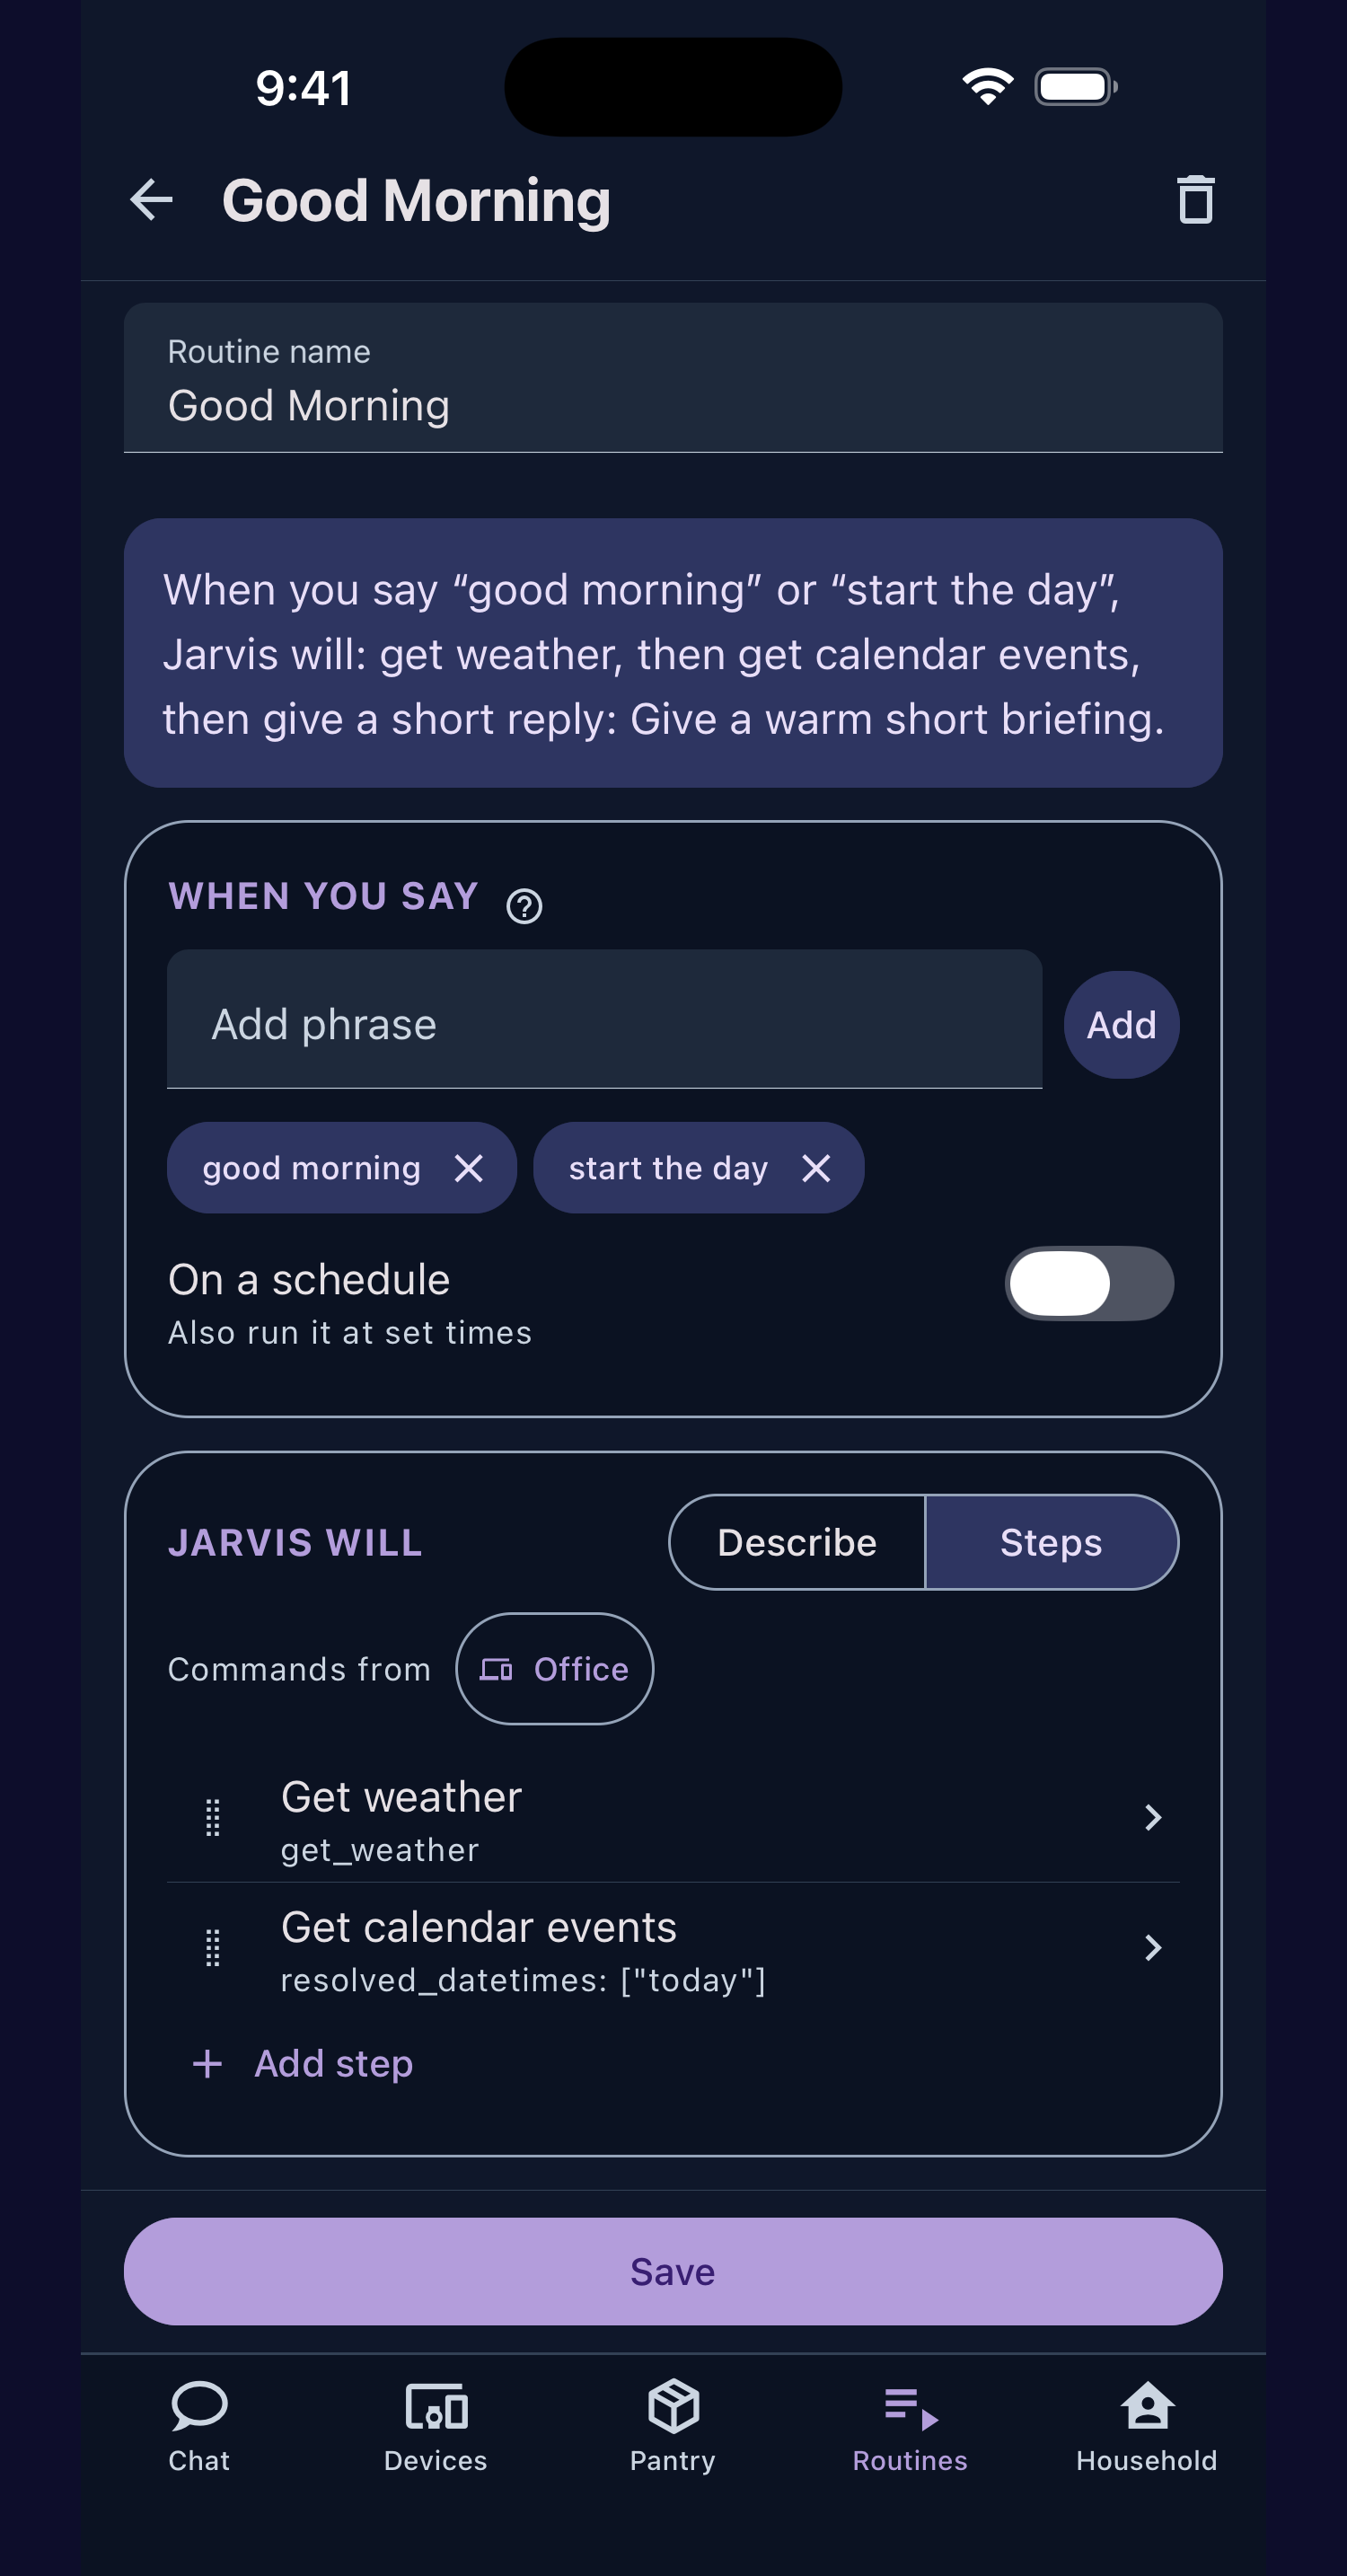 9:41
Good Morning
Routine name
Good Morning
When you say “good morning” or “start the day”,
Jarvis will: get weather, then get calendar events,
then give a short reply: Give a warm short briefing.
WHEN YOU SAY
Add phrase
Add
good morning
start the day
On a schedule
Also run it at set times
JARVIS WILL
Describe
Steps
Commands from
Office
Get weather
get_weather
Get calendar events
resolved_datetimes: ["today"]
Add step
Save
Chat
Devices
Pantry
Routines
Household